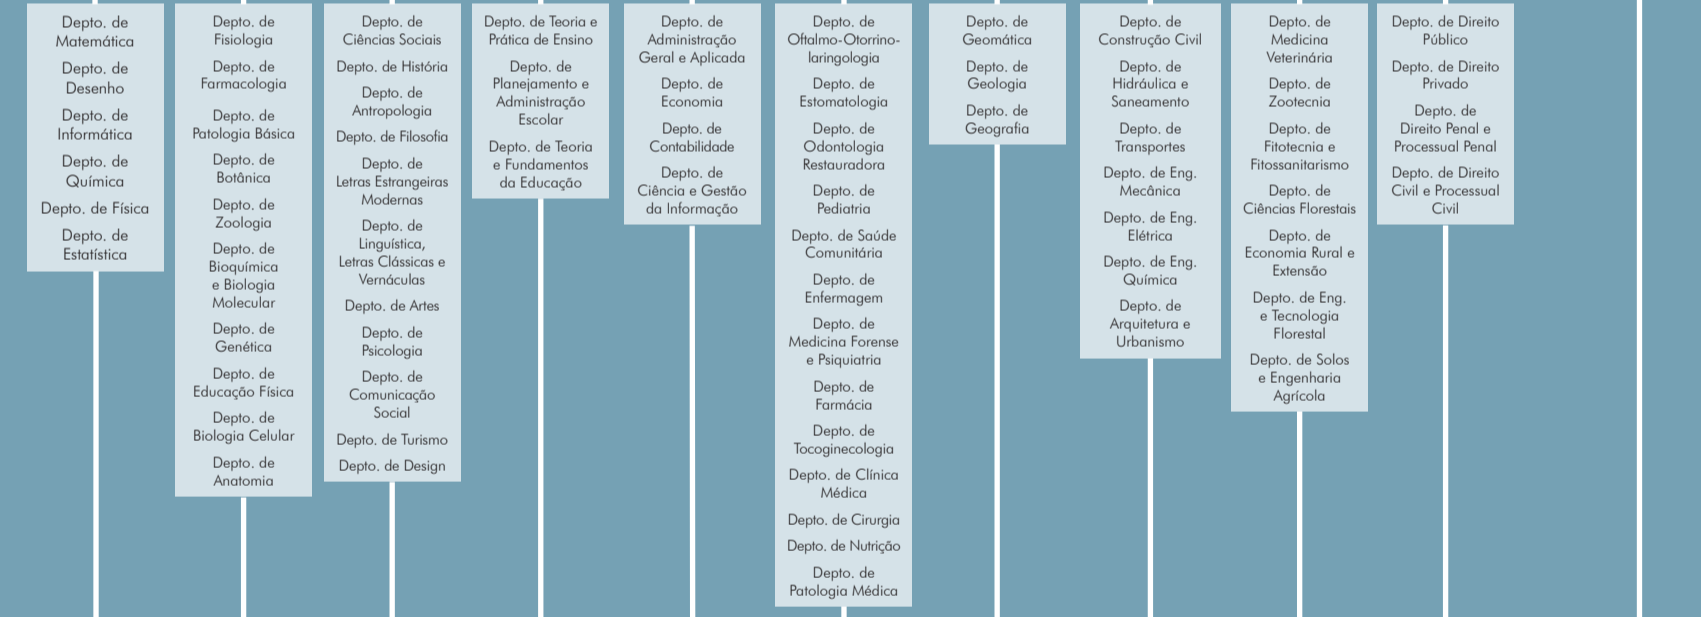 Depto. de
Matemática
Depto. de
Desenho
Depto. de
Informática
Depto. de
Química
Depto. de Física
Depto. de
Estatística
Depto. de
Fisiologia
Depto. de
Farmacologia
Depto. de
Patologia Básica
Depto. de
Botânica
Depto. de
Zoologia
Depto. de
Bioquímica
e Biologia
Molecular
Depto. de
Genética
Depto. de
Educação Física
Depto. de
Biologia Celular
Depto. de
Anatomia
Depto. de
Ciências Sociais
Depto. de História
Depto. de
Antropologia
Depto. de Filosofia
Depto. de
Letras Estrangeiras
Modernas
Depto. de
Linguística,
Letras Clássicas e
Vernáculas
Depto. de Artes
Depto. de
Psicologia
Depto. de
Comunicação
Social
Depto. de Turismo
Depto. de Design
Depto. de Teoria e
Prática de Ensino
Depto. de
Planejamento e
Administração
Escolar
Depto. de Teoria
e Fundamentos
da Educação
Depto. de
Administração
Geral e Aplicada
Depto. de
Economia
Depto. de
Contabilidade
Depto. de
Ciência e Gestão
da Informação
Depto. de
Oftalmo-Otorrino-
laringologia
Depto. de
Estomatologia
Depto. de
Odontologia
Restauradora
Depto. de
Pediatria
Depto. de Saúde
Comunitária
Depto. de
Enfermagem
Depto. de
Medicina Forense
e Psiquiatria
Depto. de
Farmácia
Depto. de
Tocoginecologia
Depto. de Clínica
Médica
Depto. de Cirurgia
Depto. de Nutrição
Depto. de
Patologia Médica
Depto. de
Geomática
Depto. de
Geologia
Depto. de
Geografia
Depto. de
Construção Civil
Depto. de
Hidráulica e
Saneamento
Depto. de
Transportes
Depto. de Eng.
Mecânica
Depto. de Eng.
Elétrica
Depto. de Eng.
Química
Depto. de
Arquitetura e
Urbanismo
Depto. de
Medicina
Veterinária
Depto. de
Zootecnia
Depto. de
Fitotecnia e
Fitossanitarismo
Depto. de
Ciências Florestais
Depto. de
Economia Rural e
Extensão
Depto. de Eng.
e Tecnologia
Florestal
Depto. de Solos
e Engenharia
Agrícola
Depto. de Direito
Público
Depto. de Direito
Privado
Depto. de
Direito Penal e
Processual Penal
Depto. de Direito
Civil e Processual
Civil